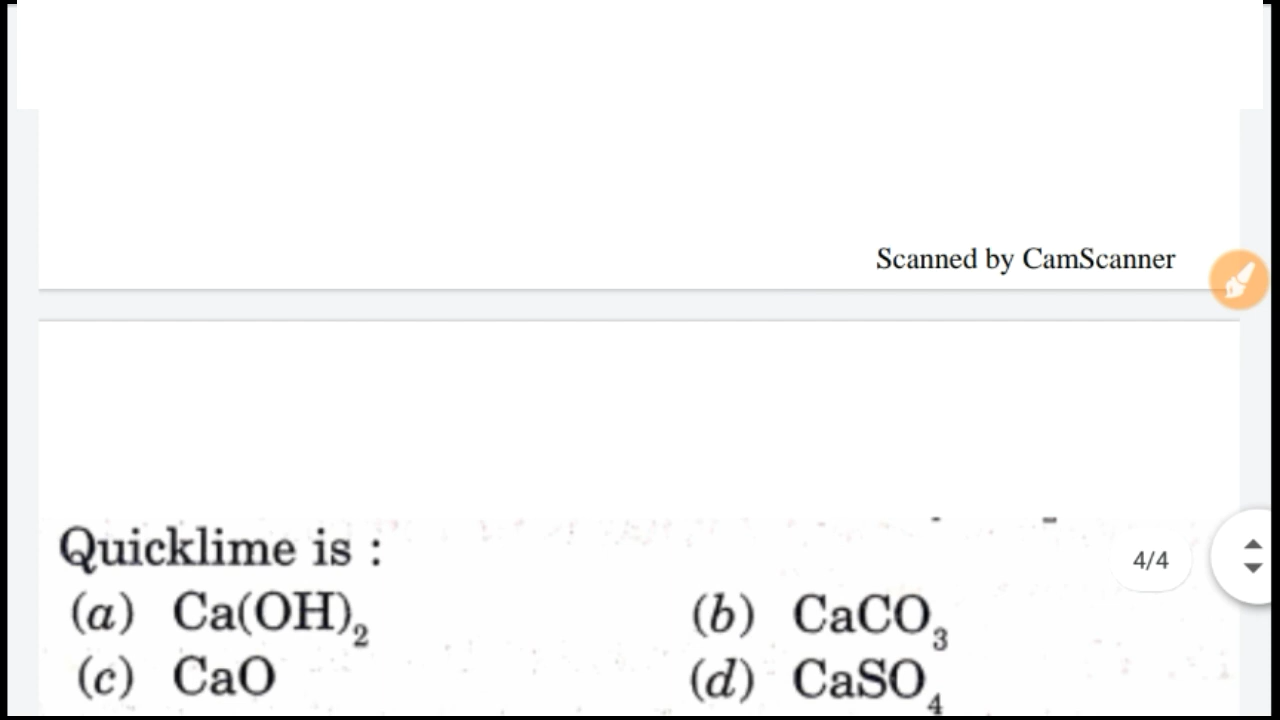 Scanned by CamScanner
Quicklime is :
4/4
(a) Ca(OH)₂ (b) CaCO₃
(c) CaO (d) CaSO₄